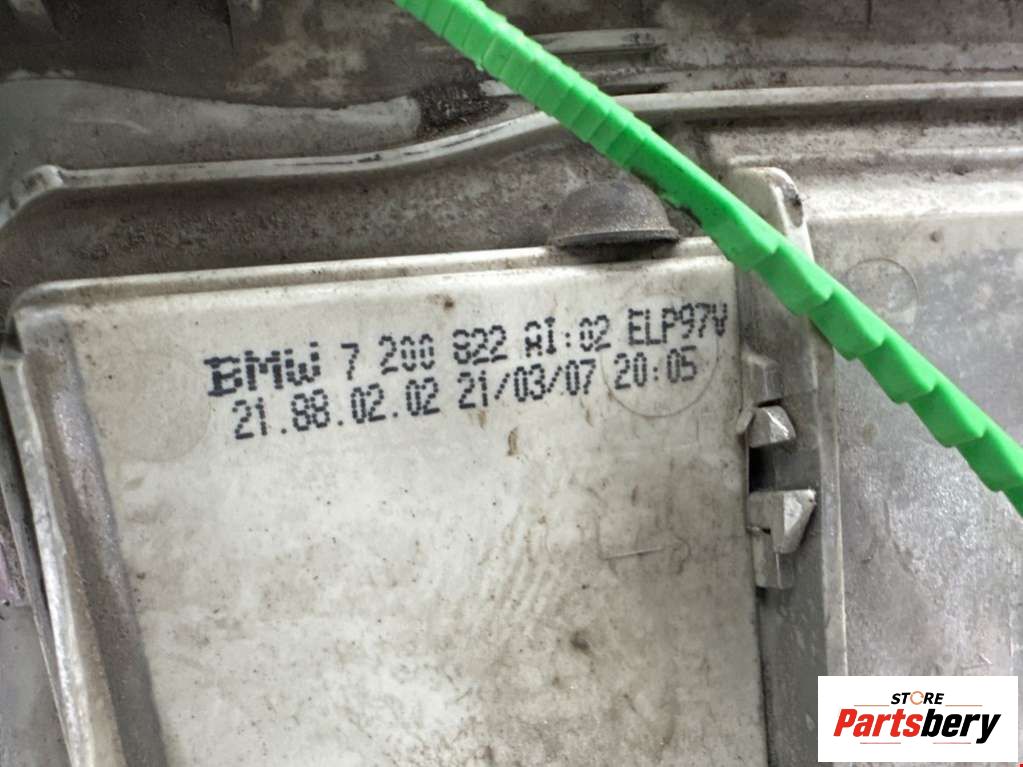 BMW 7 200 822 AI:02 ELP97V
21.88.02.02 21/03/07 20:05
STORE
Partsbery